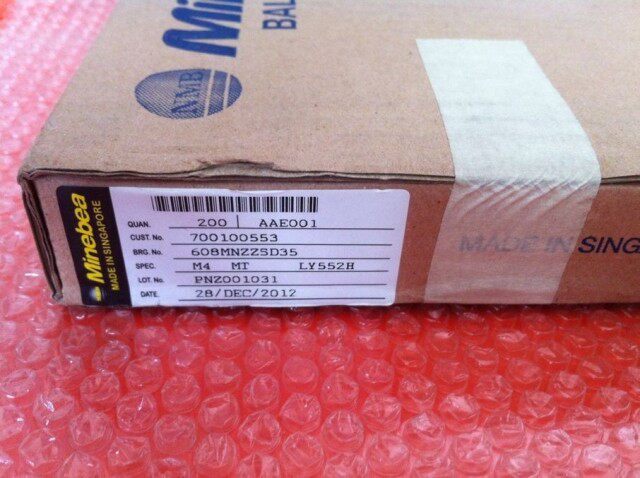 Mineb
BAL
NMB
Minebea
MADE IN SINGAPORE
QUAN. 200 AAE001
CUST. No. 700100553
BRG. No. 608MNZZSD35
SPEC. M4 MT LY552H
LOT. No. PNZ001031
DATE. 28/DEC/2012
MADE IN SING